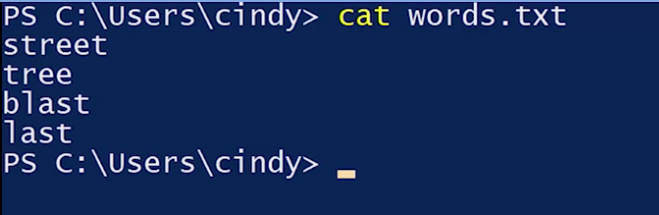 PS C:\Users\cindy> cat words.txt
street
tree
blast
last
PS C:\Users\cindy>